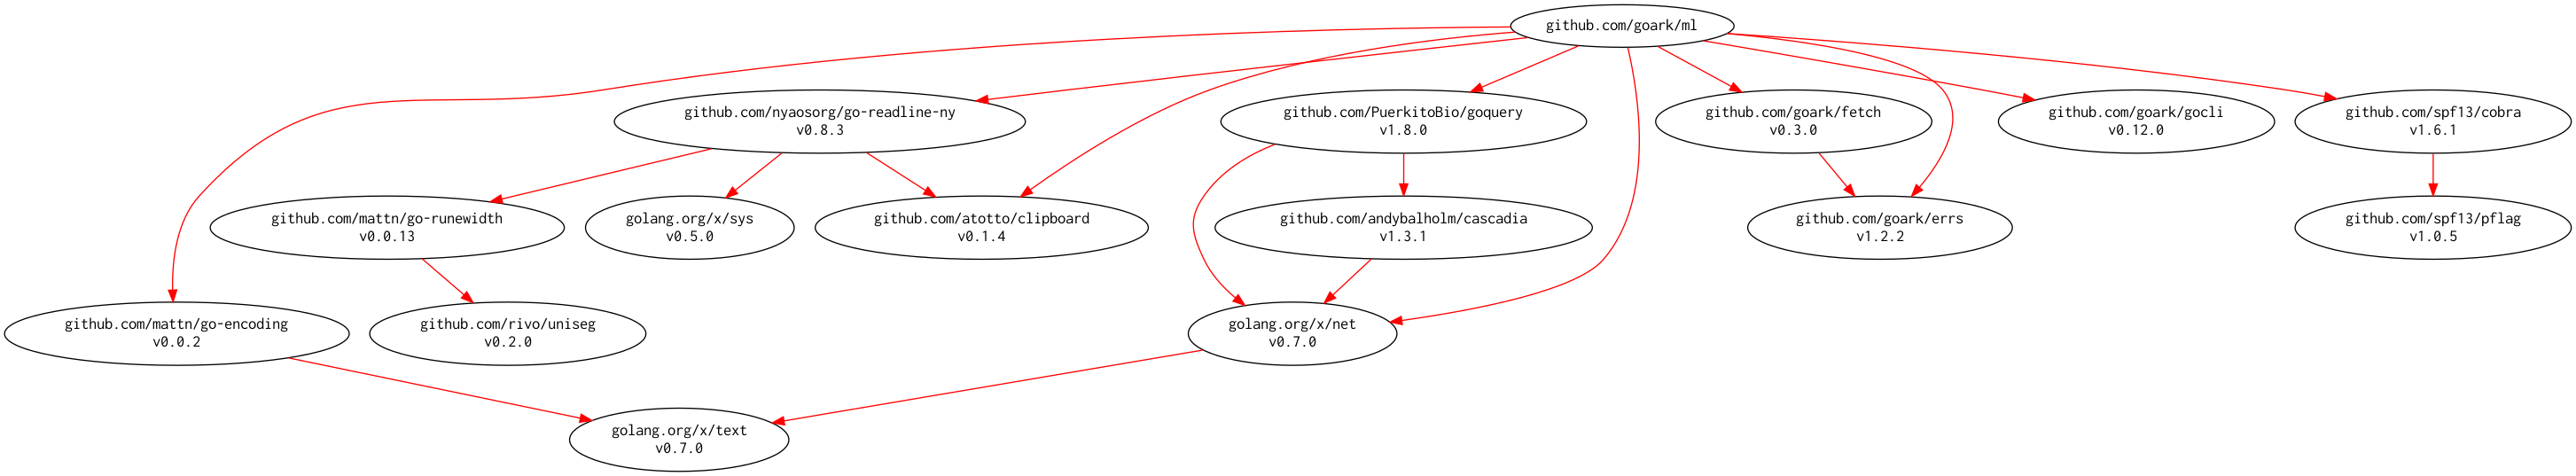 github.com/goark/ml
github.com/nyaosorg/go-readline-ny
v0.8.3
github.com/PuerkitoBio/goquery
v1.8.0
github.com/goark/fetch
v0.3.0
github.com/goark/gocli
v0.12.0
github.com/spf13/cobra
v1.6.1
github.com/mattn/go-runewidth
v0.0.13
golang.org/x/sys
v0.5.0
github.com/atotto/clipboard
v0.1.4
github.com/andybalholm/cascadia
v1.3.1
github.com/goark/errs
v1.2.2
github.com/spf13/pflag
v1.0.5
github.com/mattn/go-encoding
v0.0.2
github.com/rivo/uniseg
v0.2.0
golang.org/x/net
v0.7.0
golang.org/x/text
v0.7.0